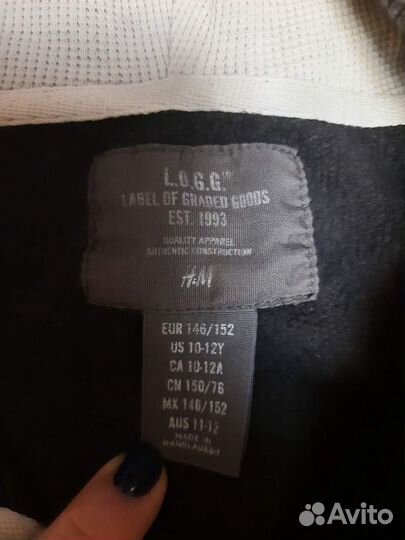 L.O.G.G.™
LABEL OF GRADED GOODS
EST. 1993
QUALITY APPAREL
AUTHENTIC CONSTRUCTION
H&M
EUR 146/152
US 10-12Y
CA 10-12A
CN 150/76
MX 146/152
AUS 11-12
MADE IN
BANGLADESH
Avito